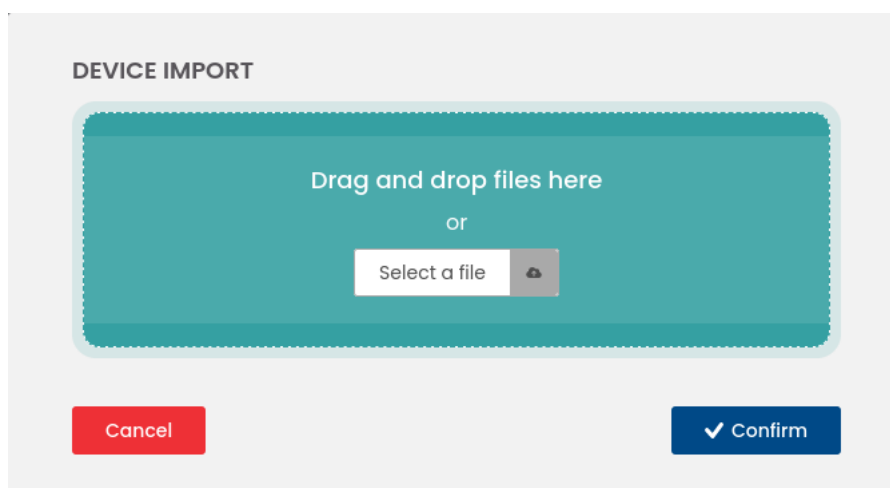 DEVICE IMPORT
Drag and drop files here
or
Select a file
Cancel
Confirm